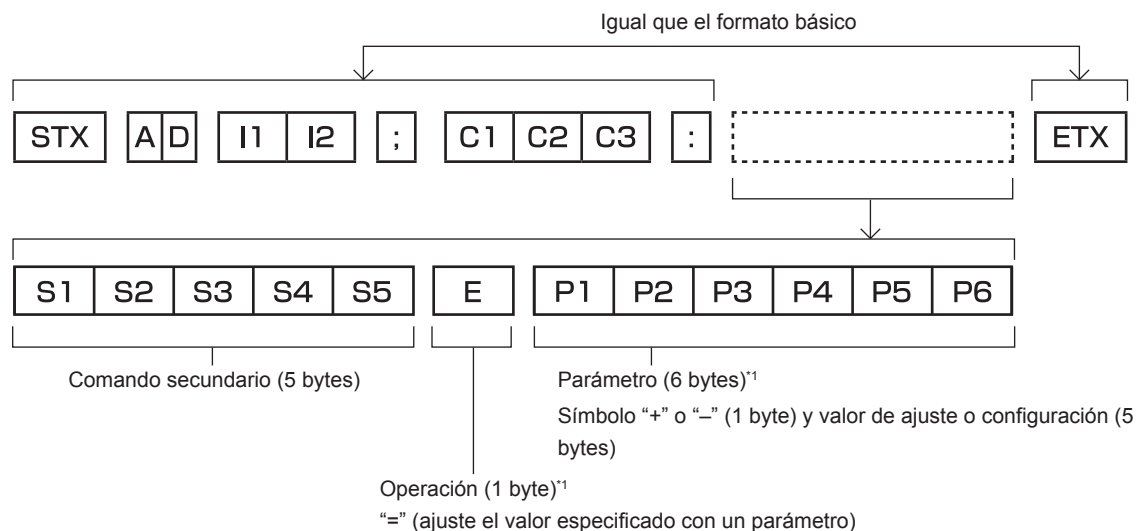 Igual que el formato básico
STX A D I1 I2 ; C1 C2 C3 : ETX
S1 S2 S3 S4 S5 E P1 P2 P3 P4 P5 P6
Comando secundario (5 bytes)
Parámetro (6 bytes)*1
Símbolo “+” o “–” (1 byte) y valor de ajuste o configuración (5
bytes)
Operación (1 byte)*1
“=” (ajuste el valor especificado con un parámetro)